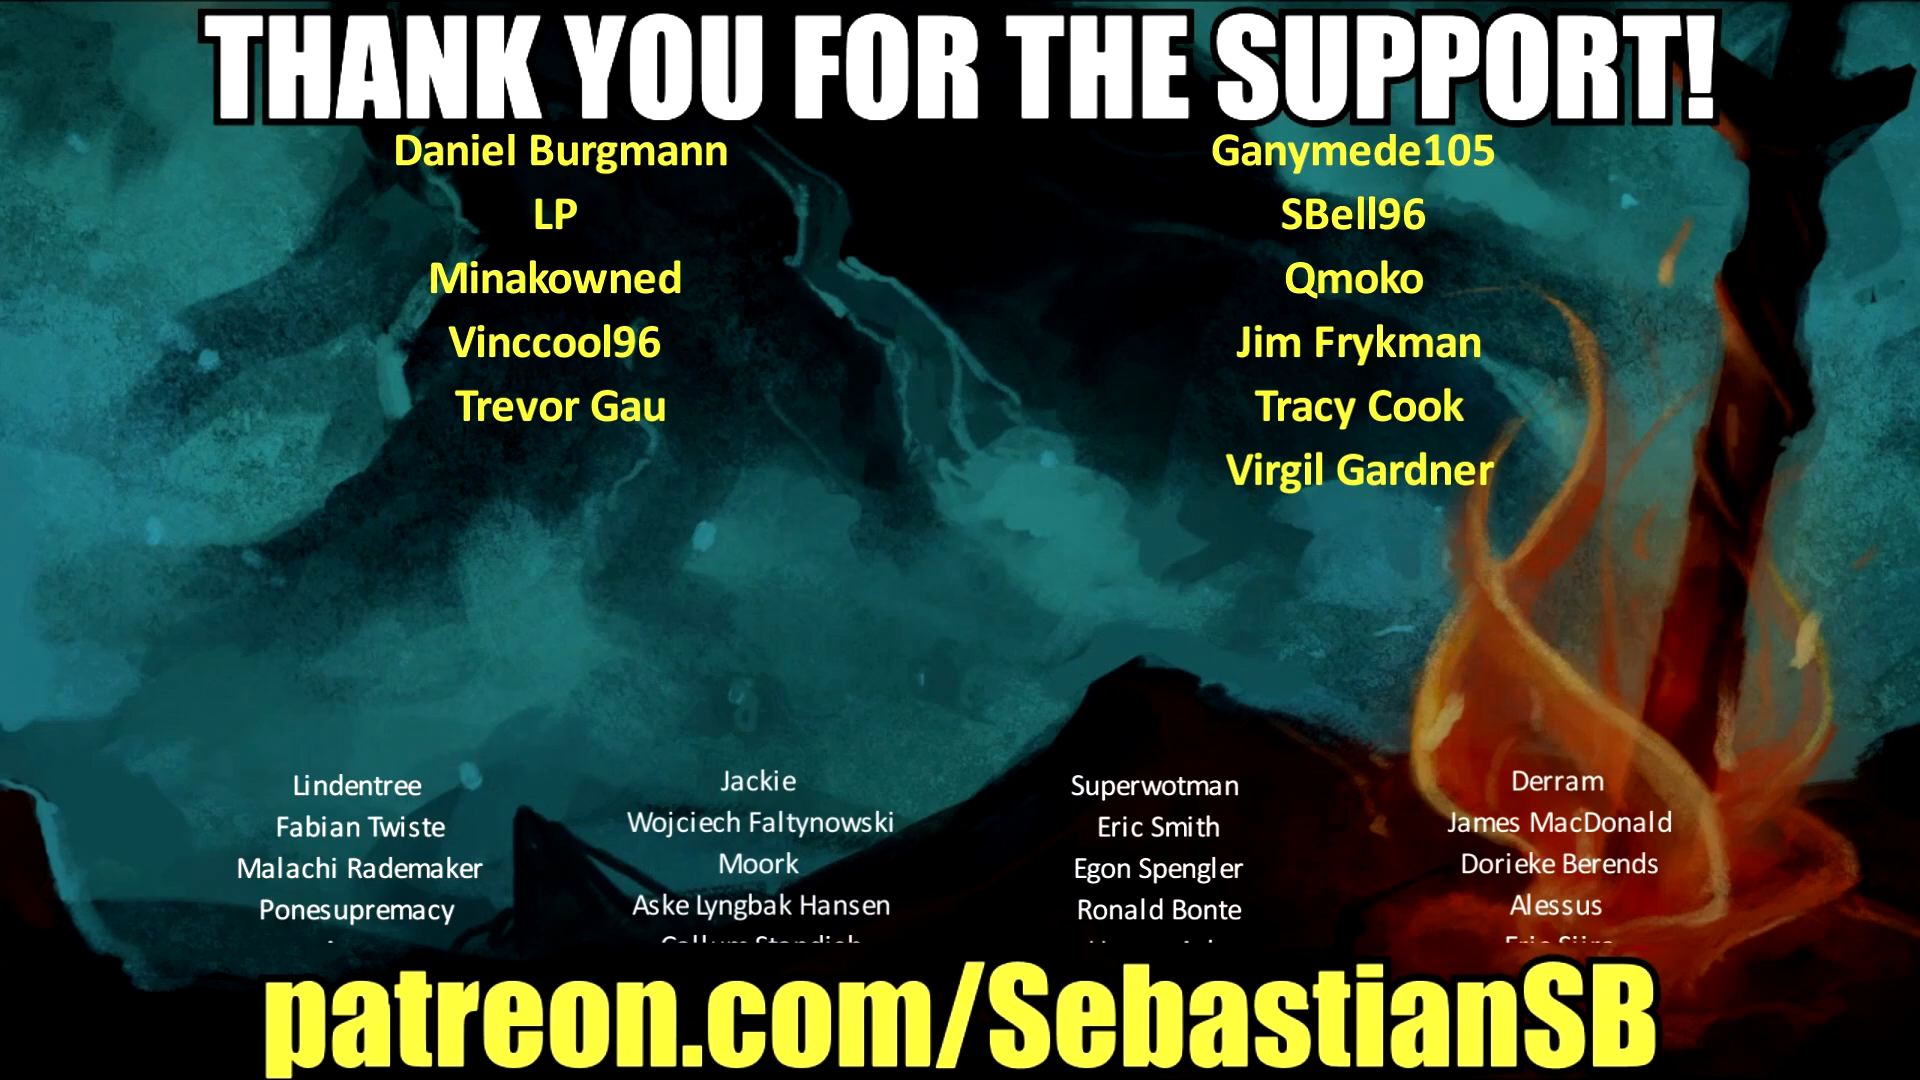 THANK YOU FOR THE SUPPORT!
Daniel Burgmann
LP
Minakowned
Vinccool96
Trevor Gau
Ganymede105
SBell96
Qmoko
Jim Frykman
Tracy Cook
Virgil Gardner
Lindentree
Fabian Twiste
Malachi Rademaker
Ponesupremacy
Jackie
Wojciech Faltynowski
Moork
Aske Lyngbak Hansen
Callum Standish
Superwotman
Eric Smith
Egon Spengler
Ronald Bonte
Derram
James MacDonald
Dorieke Berends
Alessus
patreon.com/SebastianSB